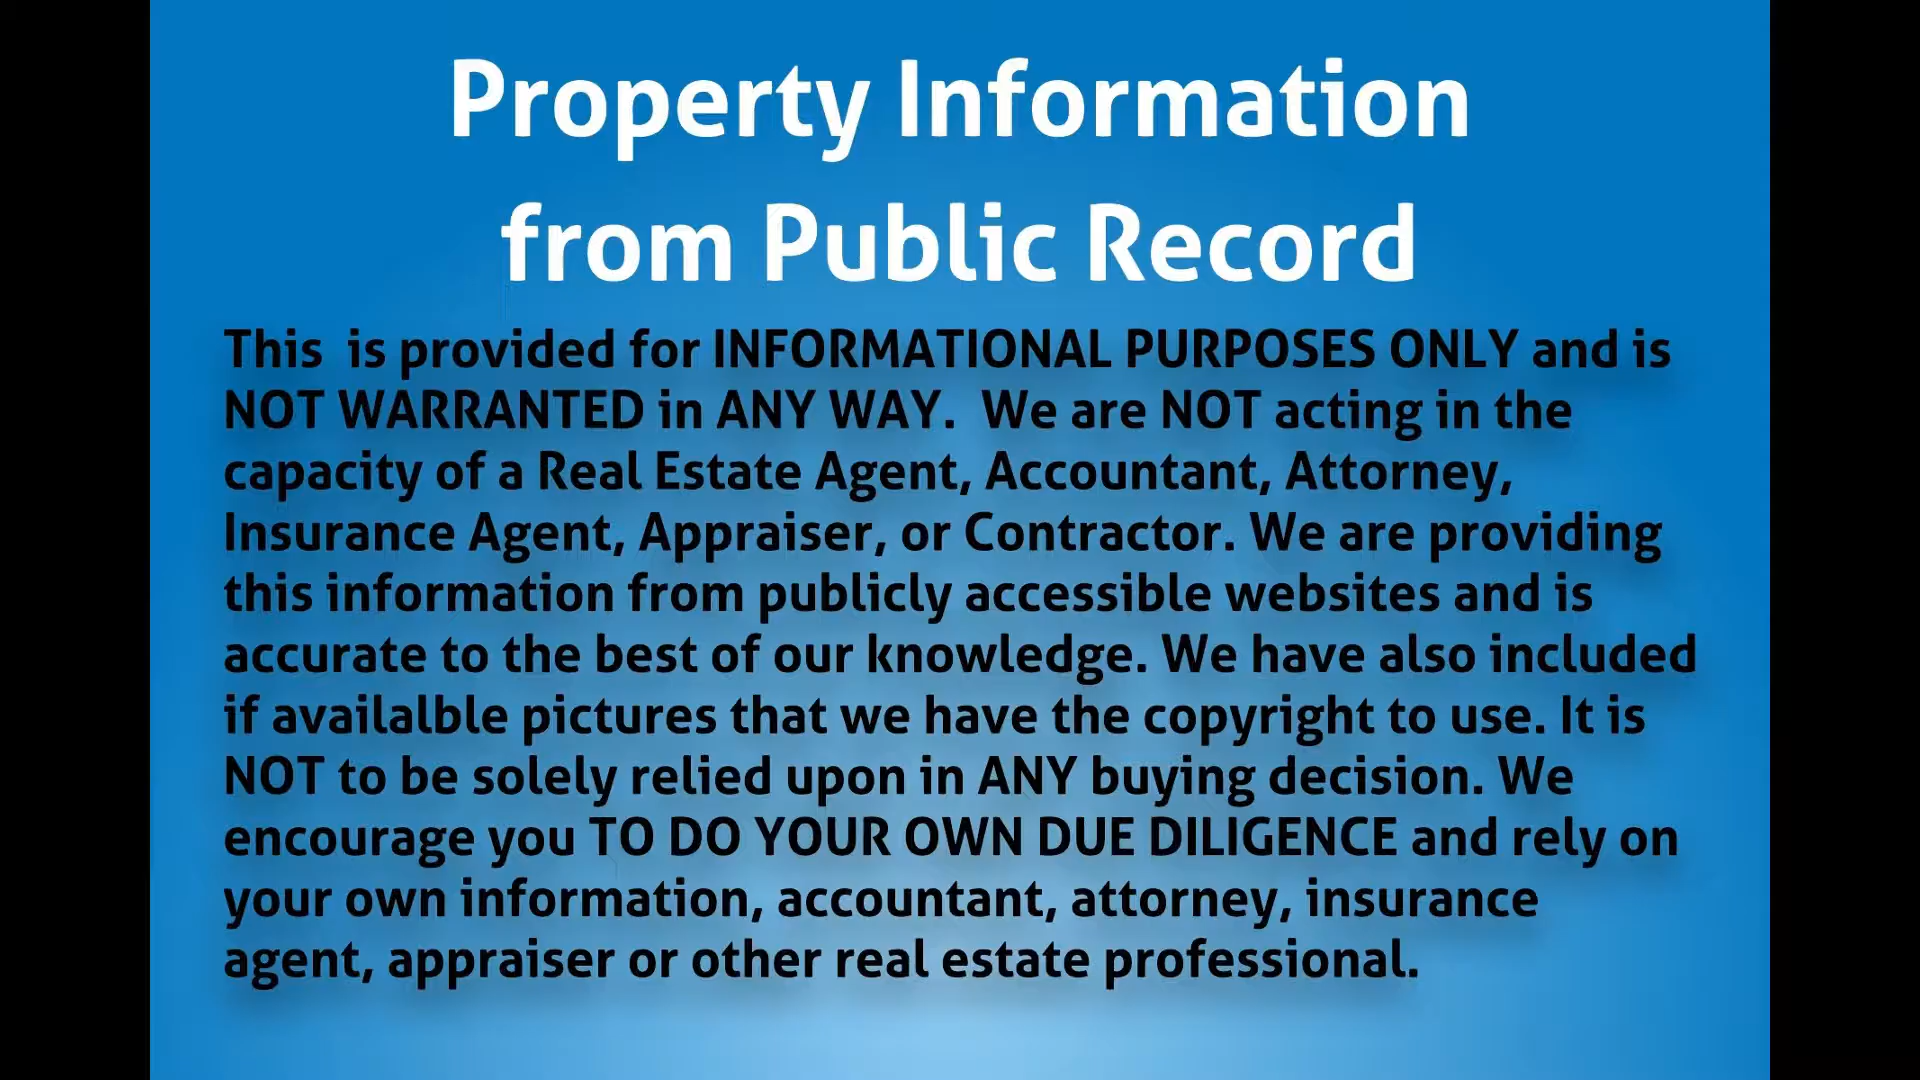 Property Information
from Public Record
This  is provided for INFORMATIONAL PURPOSES ONLY and is
NOT WARRANTED in ANY WAY.  We are NOT acting in the
capacity of a Real Estate Agent, Accountant, Attorney,
Insurance Agent, Appraiser, or Contractor. We are providing
this information from publicly accessible websites and is
accurate to the best of our knowledge. We have also included
if availalble pictures that we have the copyright to use. It is
NOT to be solely relied upon in ANY buying decision. We
encourage you TO DO YOUR OWN DUE DILIGENCE and rely on
your own information, accountant, attorney, insurance
agent, appraiser or other real estate professional.